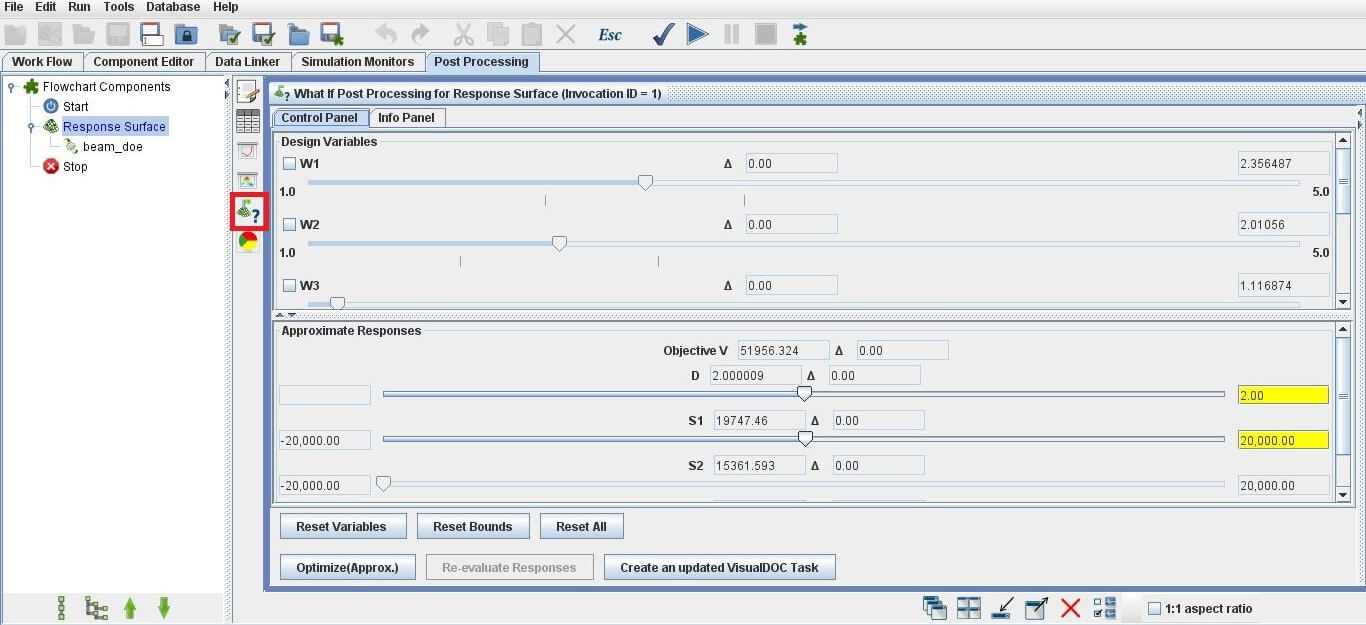 File Edit Run Tools Database Help
Esc
Work Flow Component Editor Data Linker Simulation Monitors Post Processing
Flowchart Components
Start
Response Surface
beam_doe
Stop
What If Post Processing for Response Surface (Invocation ID = 1)
Control Panel Info Panel
Design Variables
W1 Δ 0.00 2.356487
1.0 5.0
W2 Δ 0.00 2.01056
1.0 5.0
W3 Δ 0.00 1.116874
Approximate Responses
Objective V 51956.324 Δ 0.00
D 2.000009 Δ 0.00
2.00
S1 19747.46 Δ 0.00
-20,000.00 20,000.00
S2 15361.593 Δ 0.00
-20,000.00 20,000.00
Reset Variables Reset Bounds Reset All
Optimize(Approx.) Re-evaluate Responses Create an updated VisualDOC Task
1:1 aspect ratio